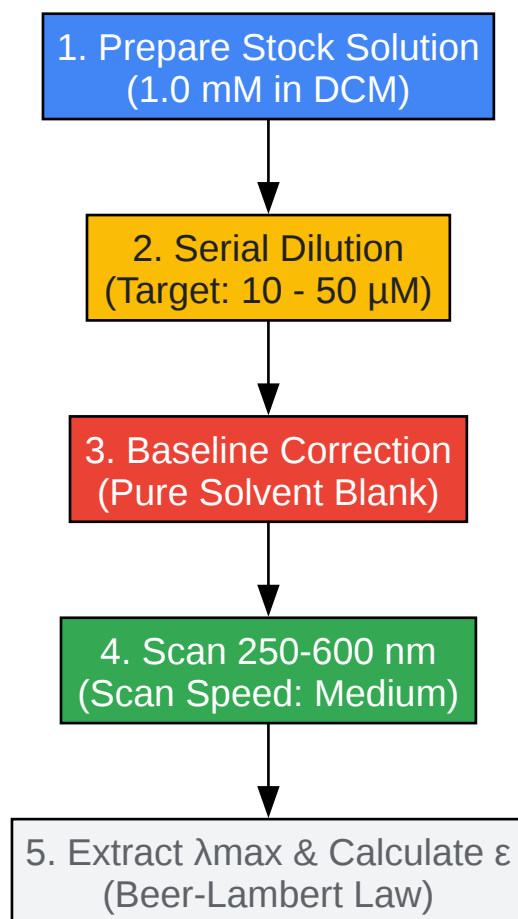 1. Prepare Stock Solution
(1.0 mM in DCM)
2. Serial Dilution
(Target: 10 - 50 µM)
3. Baseline Correction
(Pure Solvent Blank)
4. Scan 250-600 nm
(Scan Speed: Medium)
5. Extract λmax & Calculate ε
(Beer-Lambert Law)